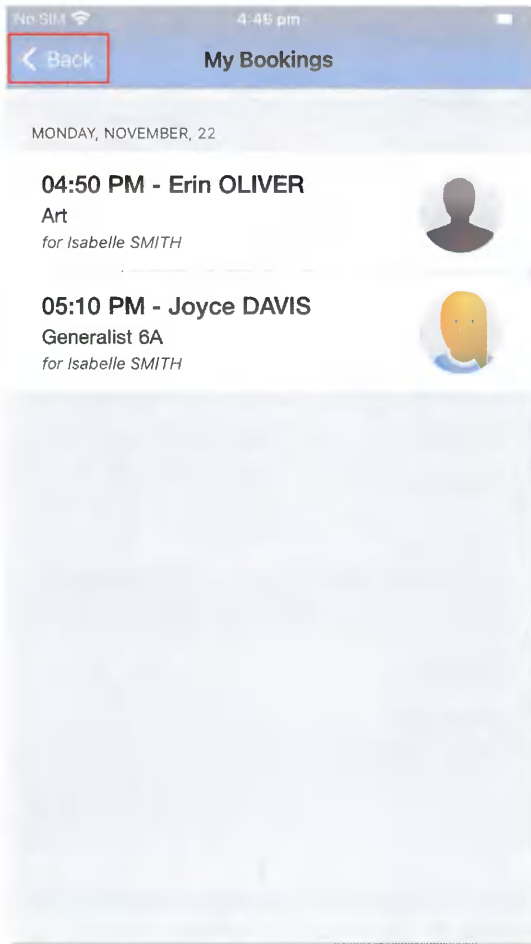 No SIM 4:46 pm
Back My Bookings
MONDAY, NOVEMBER, 22
04:50 PM - Erin OLIVER
Art
for Isabelle SMITH
05:10 PM - Joyce DAVIS
Generalist 6A
for Isabelle SMITH